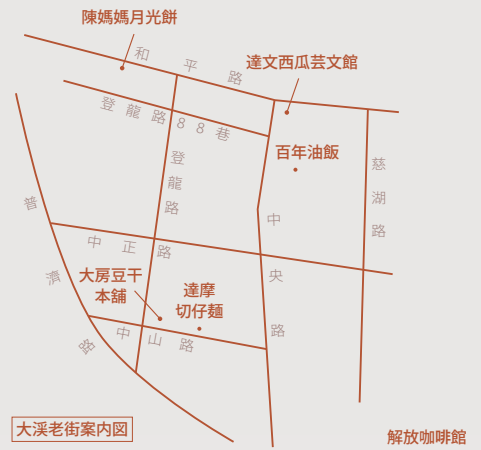 陳媽媽月光餅
和平路
達文西瓜芸文館
登龍路88巷
百年油飯
登龍路
慈湖路
普濟路
中央路
中正路
大房豆干
本舖
達摩
切仔麵
中山路
大渓老街案内図
解放咖啡館